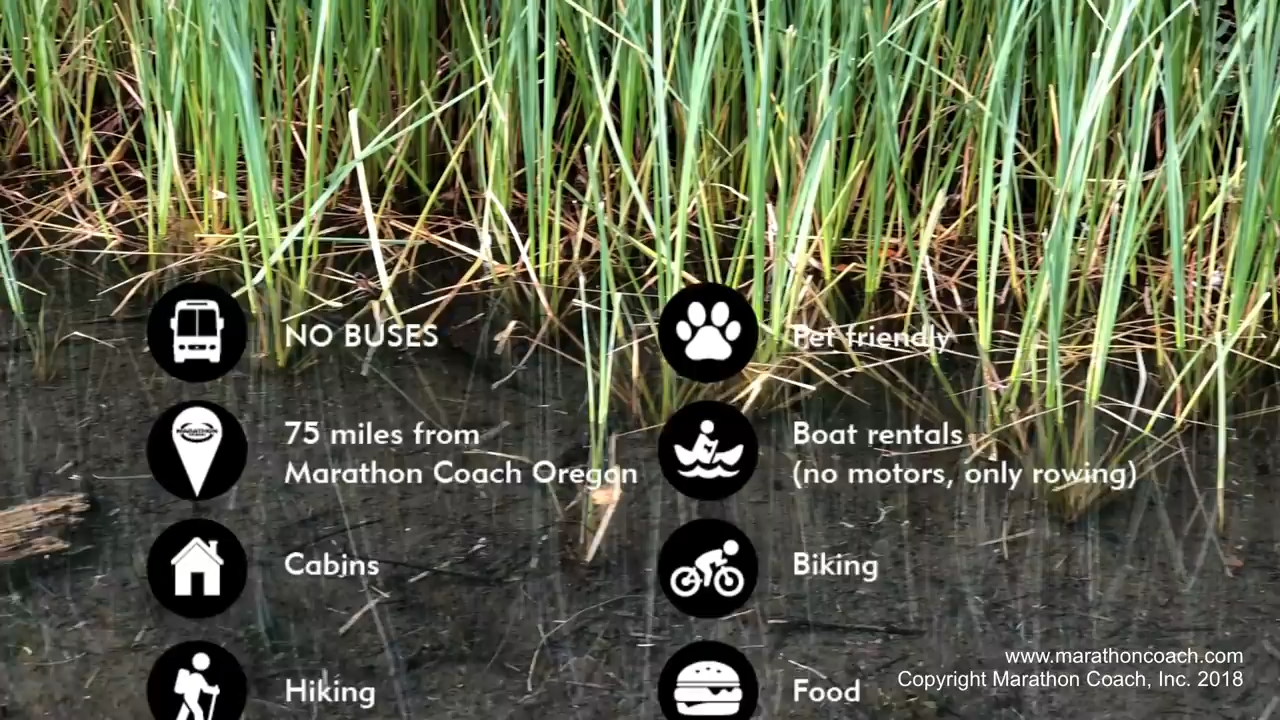 NO BUSES
Pet friendly
75 miles from
Marathon Coach Oregon
Boat rentals
(no motors, only rowing)
Cabins
Biking
Hiking
Food
www.marathoncoach.com
Copyright Marathon Coach, Inc. 2018